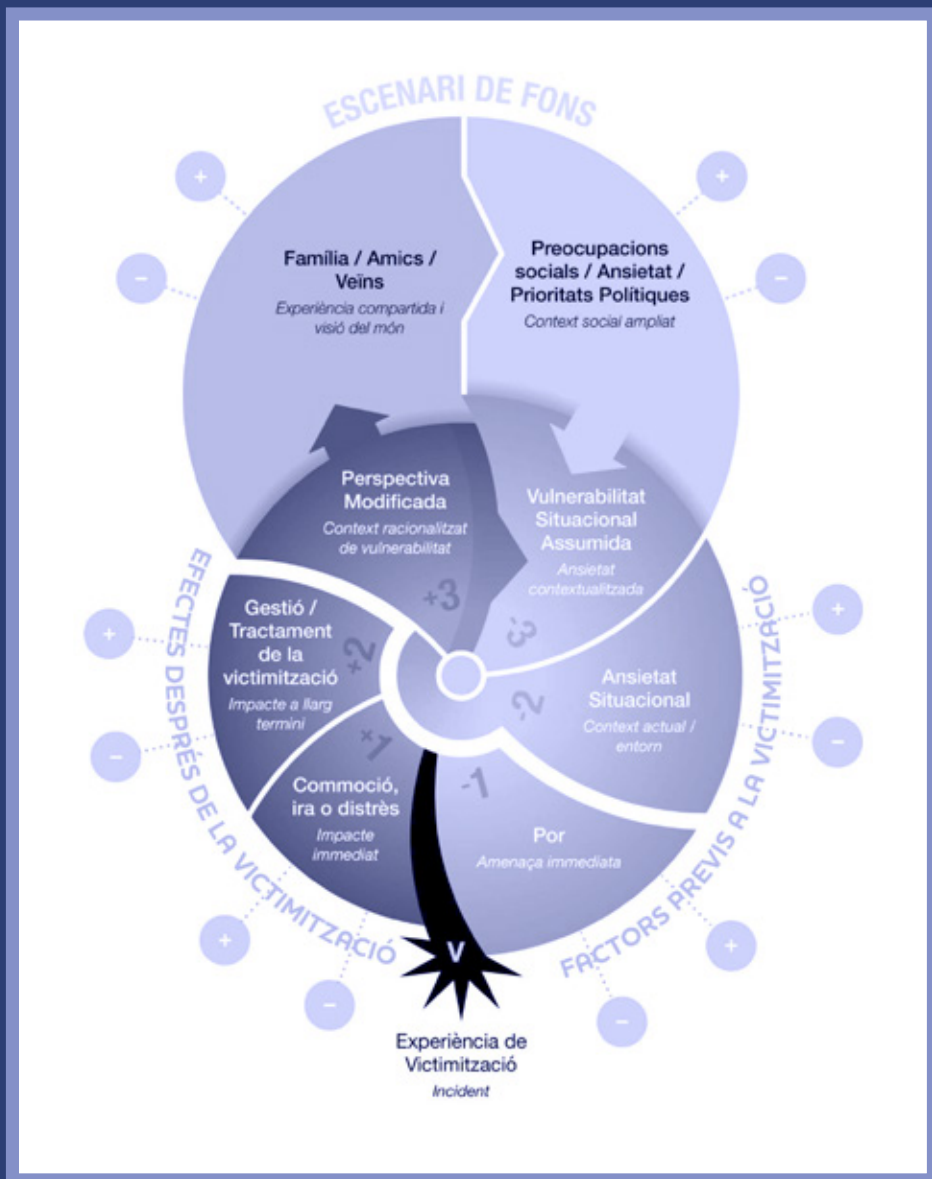 ESCENARI DE FONS
+
+
−
−
Família / Amics /
Veïns
Experiència compartida i
visió del món
Preocupacions
socials / Ansietat /
Prioritats Polítiques
Context social ampliat
Perspectiva
Modificada
Context racionalitzat
de vulnerabilitat
+3
Vulnerabilitat
Situacional
Assumida
Ansietat
contextualitzada
-3
EFECTES DESPRÉS DE LA VICTIMITZACIÓ
FACTORS PREVIS A LA VICTIMITZACIÓ
+
+
−
−
Gestió /
Tractament
de la
victimització
Impacte a llarg
termini
+2
Ansietat
Situacional
Context actual /
entorn
-2
Commoció,
ira o distrès
Impacte
immediat
+1
Por
Amenaça immediata
-1
+
+
−
−
V
Experiència de
Victimització
Incident